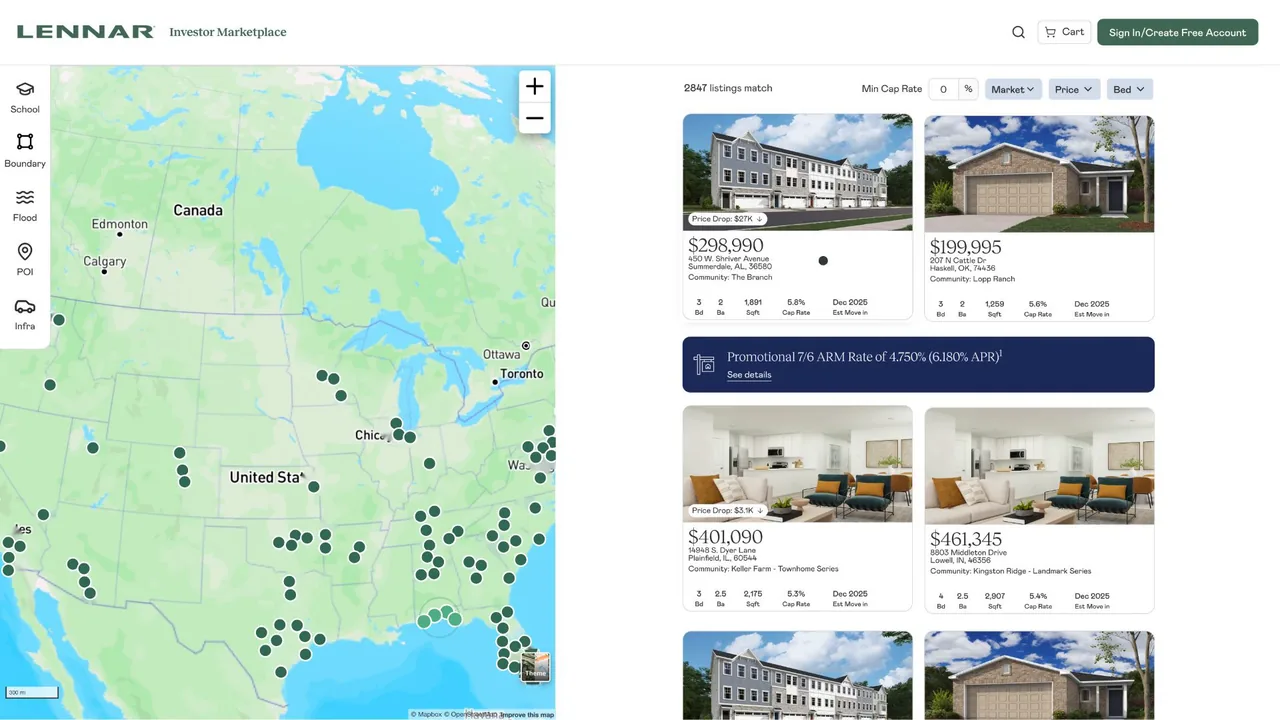 LENNAR
Investor Marketplace
Cart
Sign In/Create Free Account
School
Boundary
Flood
POI
Infra
Canada
Edmonton
Calgary
Qu
Ottawa
Toronto
United Sta
Theme
300 mi
© Mapbox © OpenStreetMap Improve this map
2847 listings match
Min Cap Rate
0 %
Market
Price
Bed
Price Drop: $27K ↓
$298,990
450 W. Shriver Avenue
Summerdale, AL, 36580
Community: The Branch
3 2 1,891 5.8% Dec 2025
Bd Ba Sqft Cap Rate Est Move in
$199,995
207 N Cattle Dr
Haskell, OK, 74436
Community: Lopp Ranch
3 2 1,259 5.6% Dec 2025
Bd Ba Sqft Cap Rate Est Move in
Promotional 7/6 ARM Rate of 4.750% (6.180% APR)¹
See details
Price Drop: $3.1K ↓
$401,090
14948 S. Dyer Lane
Plainfield, IL, 60544
Community: Keller Farm - Townhome Series
3 2.5 2,175 5.3% Dec 2025
Bd Ba Sqft Cap Rate Est Move in
$461,345
8803 Middleton Drive
Lowell, IN, 46356
Community: Kingston Ridge - Landmark Series
4 2.5 2,907 5.4% Dec 2025
Bd Ba Sqft Cap Rate Est Move in